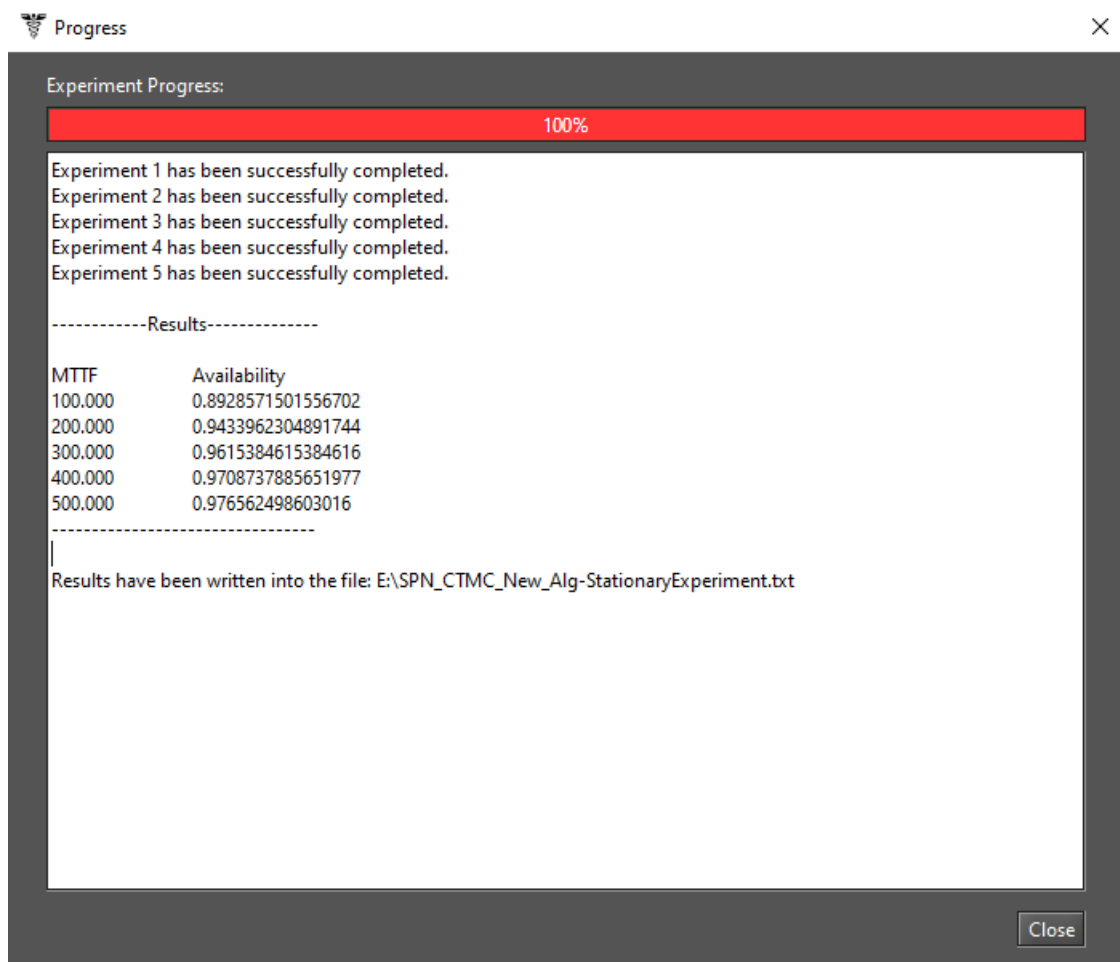 Progress
Experiment Progress:
100%
Experiment 1 has been successfully completed.
Experiment 2 has been successfully completed.
Experiment 3 has been successfully completed.
Experiment 4 has been successfully completed.
Experiment 5 has been successfully completed.
------------Results--------------
MTTF Availability
100.000 0.8928571501556702
200.000 0.9433962304891744
300.000 0.9615384615384616
400.000 0.9708737885651977
500.000 0.976562498603016
---------------------------------
Results have been written into the file: E:\SPN_CTMC_New_Alg-StationaryExperiment.txt
Close